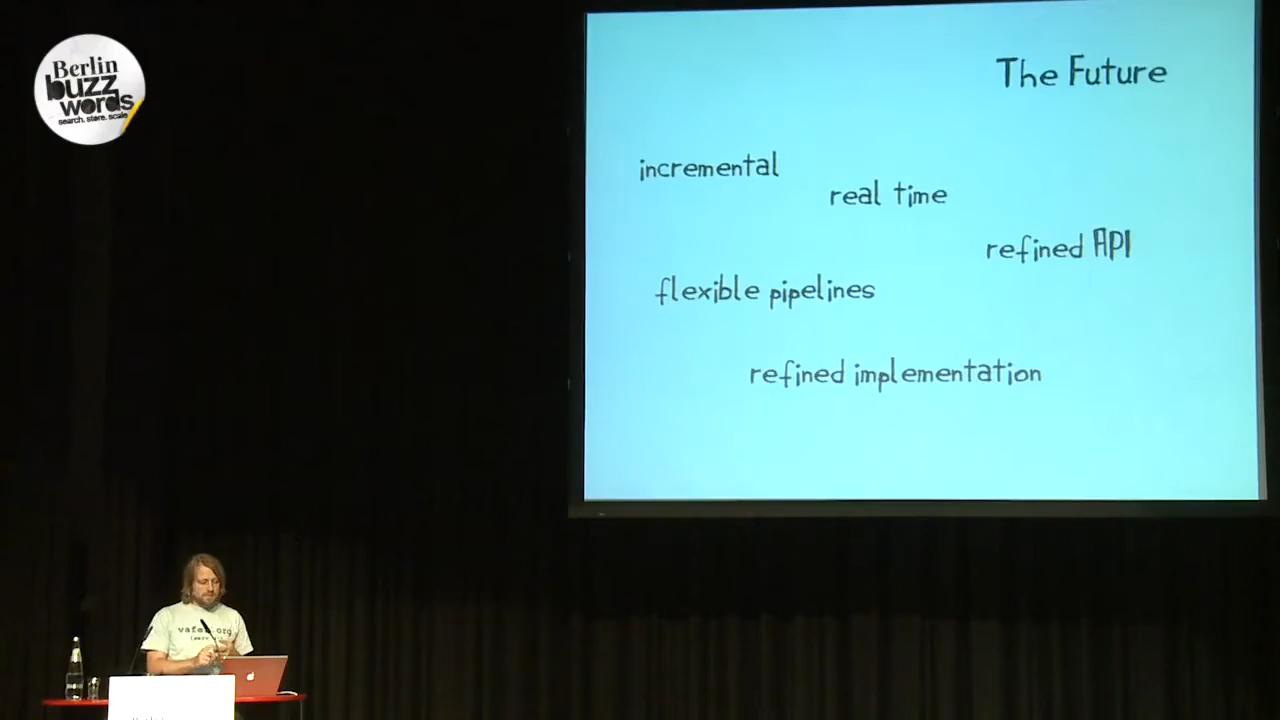 Berlin
buzz
words
search. store. scale
The Future
incremental
real time
refined API
flexible pipelines
refined implementation